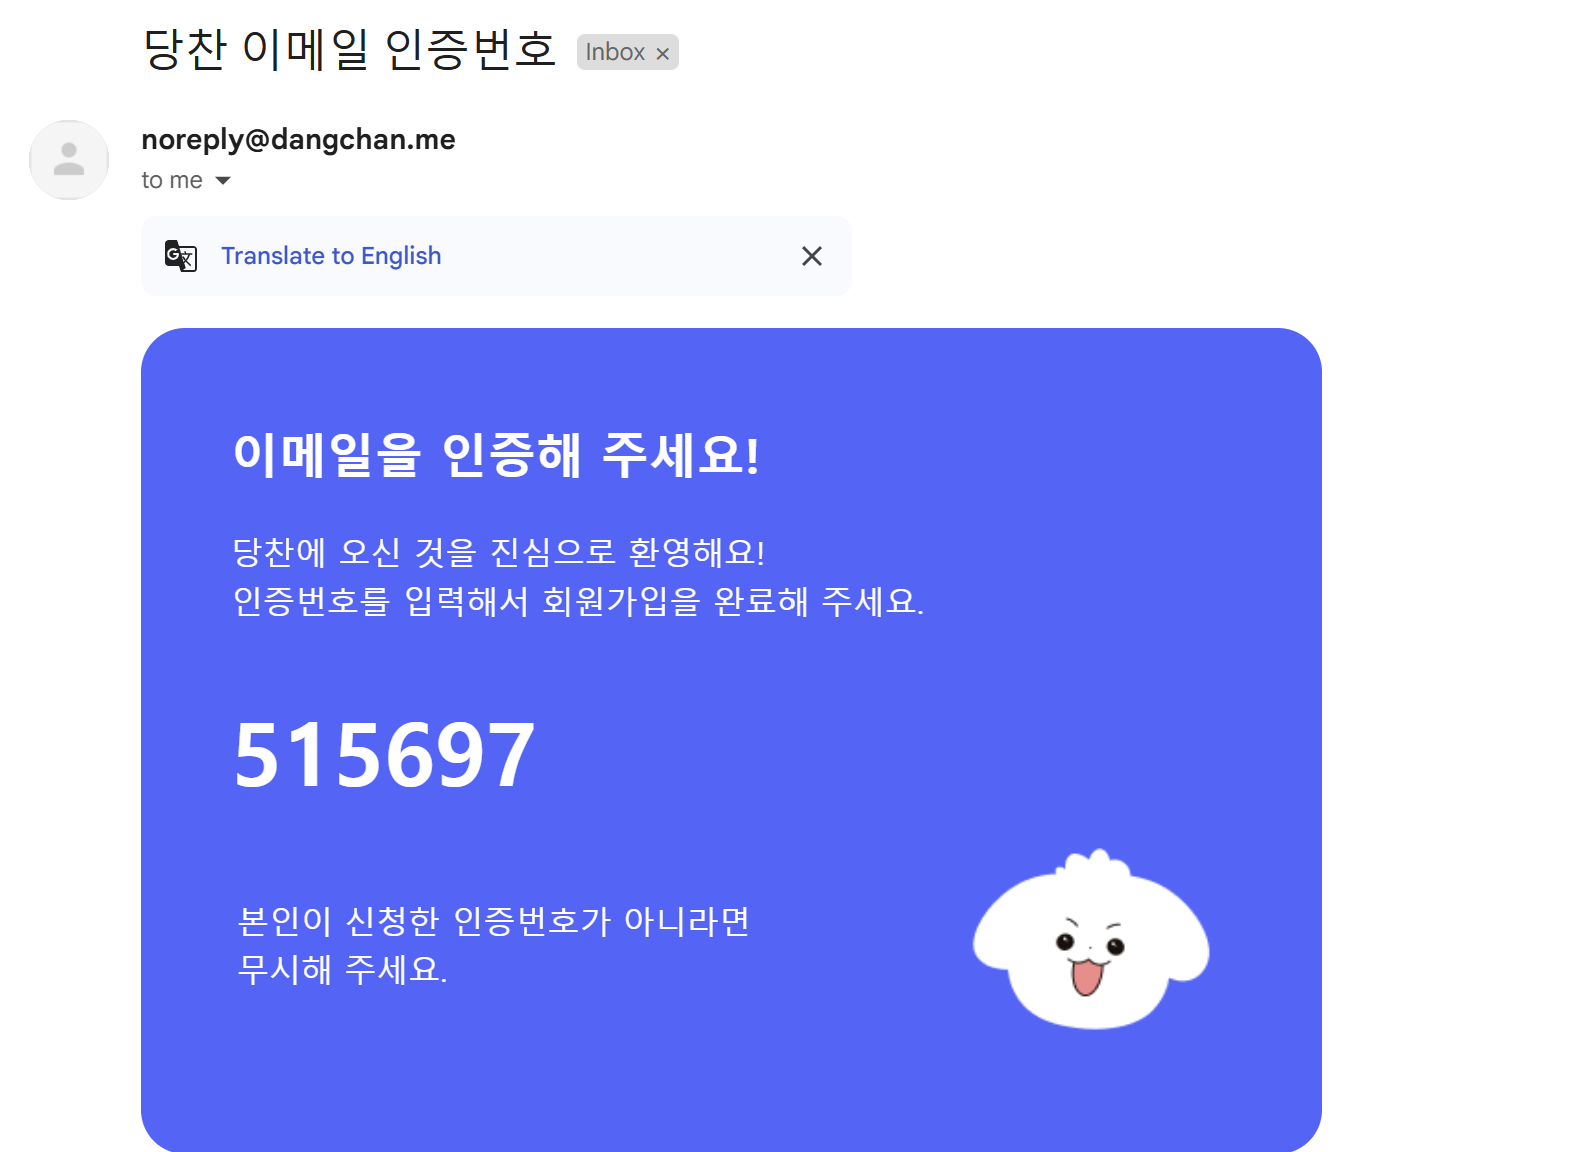 당찬 이메일 인증번호 Inbox ×
noreply@dangchan.me
to me
G 文 Translate to English
이메일을 인증해 주세요!
당찬에 오신 것을 진심으로 환영해요!
인증번호를 입력해서 회원가입을 완료해 주세요.
515697
본인이 신청한 인증번호가 아니라면
무시해 주세요.